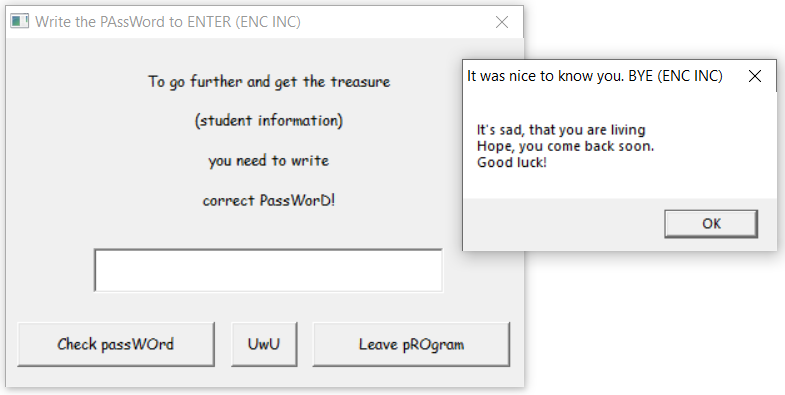 Write the PAssWord to ENTER (ENC INC)
To go further and get the treasure
(student information)
you need to write
correct PassWorD!
Check passWOrd
UwU
Leave pROgram
It was nice to know you. BYE (ENC INC)
It's sad, that you are living
Hope, you come back soon.
Good luck!
OK